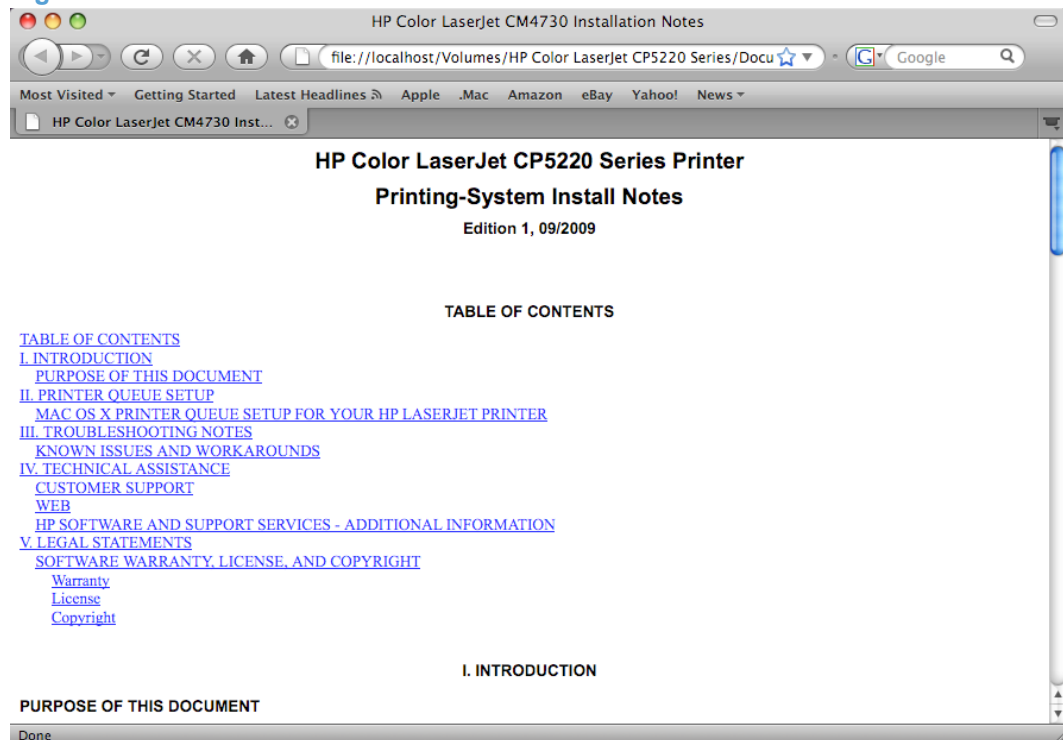 HP Color LaserJet CM4730 Installation Notes
file://localhost/Volumes/HP Color LaserJet CP5220 Series/Docu
G
Google
Most Visited Getting Started Latest Headlines Apple .Mac Amazon eBay Yahoo! News
HP Color LaserJet CM4730 Inst...
HP Color LaserJet CP5220 Series Printer
Printing-System Install Notes
Edition 1, 09/2009
TABLE OF CONTENTS
TABLE OF CONTENTS
I. INTRODUCTION
PURPOSE OF THIS DOCUMENT
II. PRINTER QUEUE SETUP
MAC OS X PRINTER QUEUE SETUP FOR YOUR HP LASERJET PRINTER
III. TROUBLESHOOTING NOTES
KNOWN ISSUES AND WORKAROUNDS
IV. TECHNICAL ASSISTANCE
CUSTOMER SUPPORT
WEB
HP SOFTWARE AND SUPPORT SERVICES - ADDITIONAL INFORMATION
V. LEGAL STATEMENTS
SOFTWARE WARRANTY, LICENSE, AND COPYRIGHT
Warranty
License
Copyright
I. INTRODUCTION
PURPOSE OF THIS DOCUMENT
Done